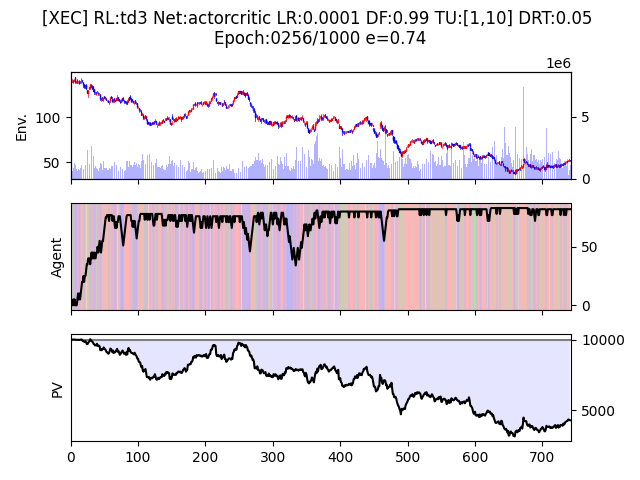 [XEC] RL:td3 Net:actorcritic LR:0.0001 DF:0.99 TU:[1,10] DRT:0.05
Epoch:0256/1000 e=0.74
1e6
Env.
100
50
5
0
Agent
50
0
PV
10000
5000
0 100 200 300 400 500 600 700